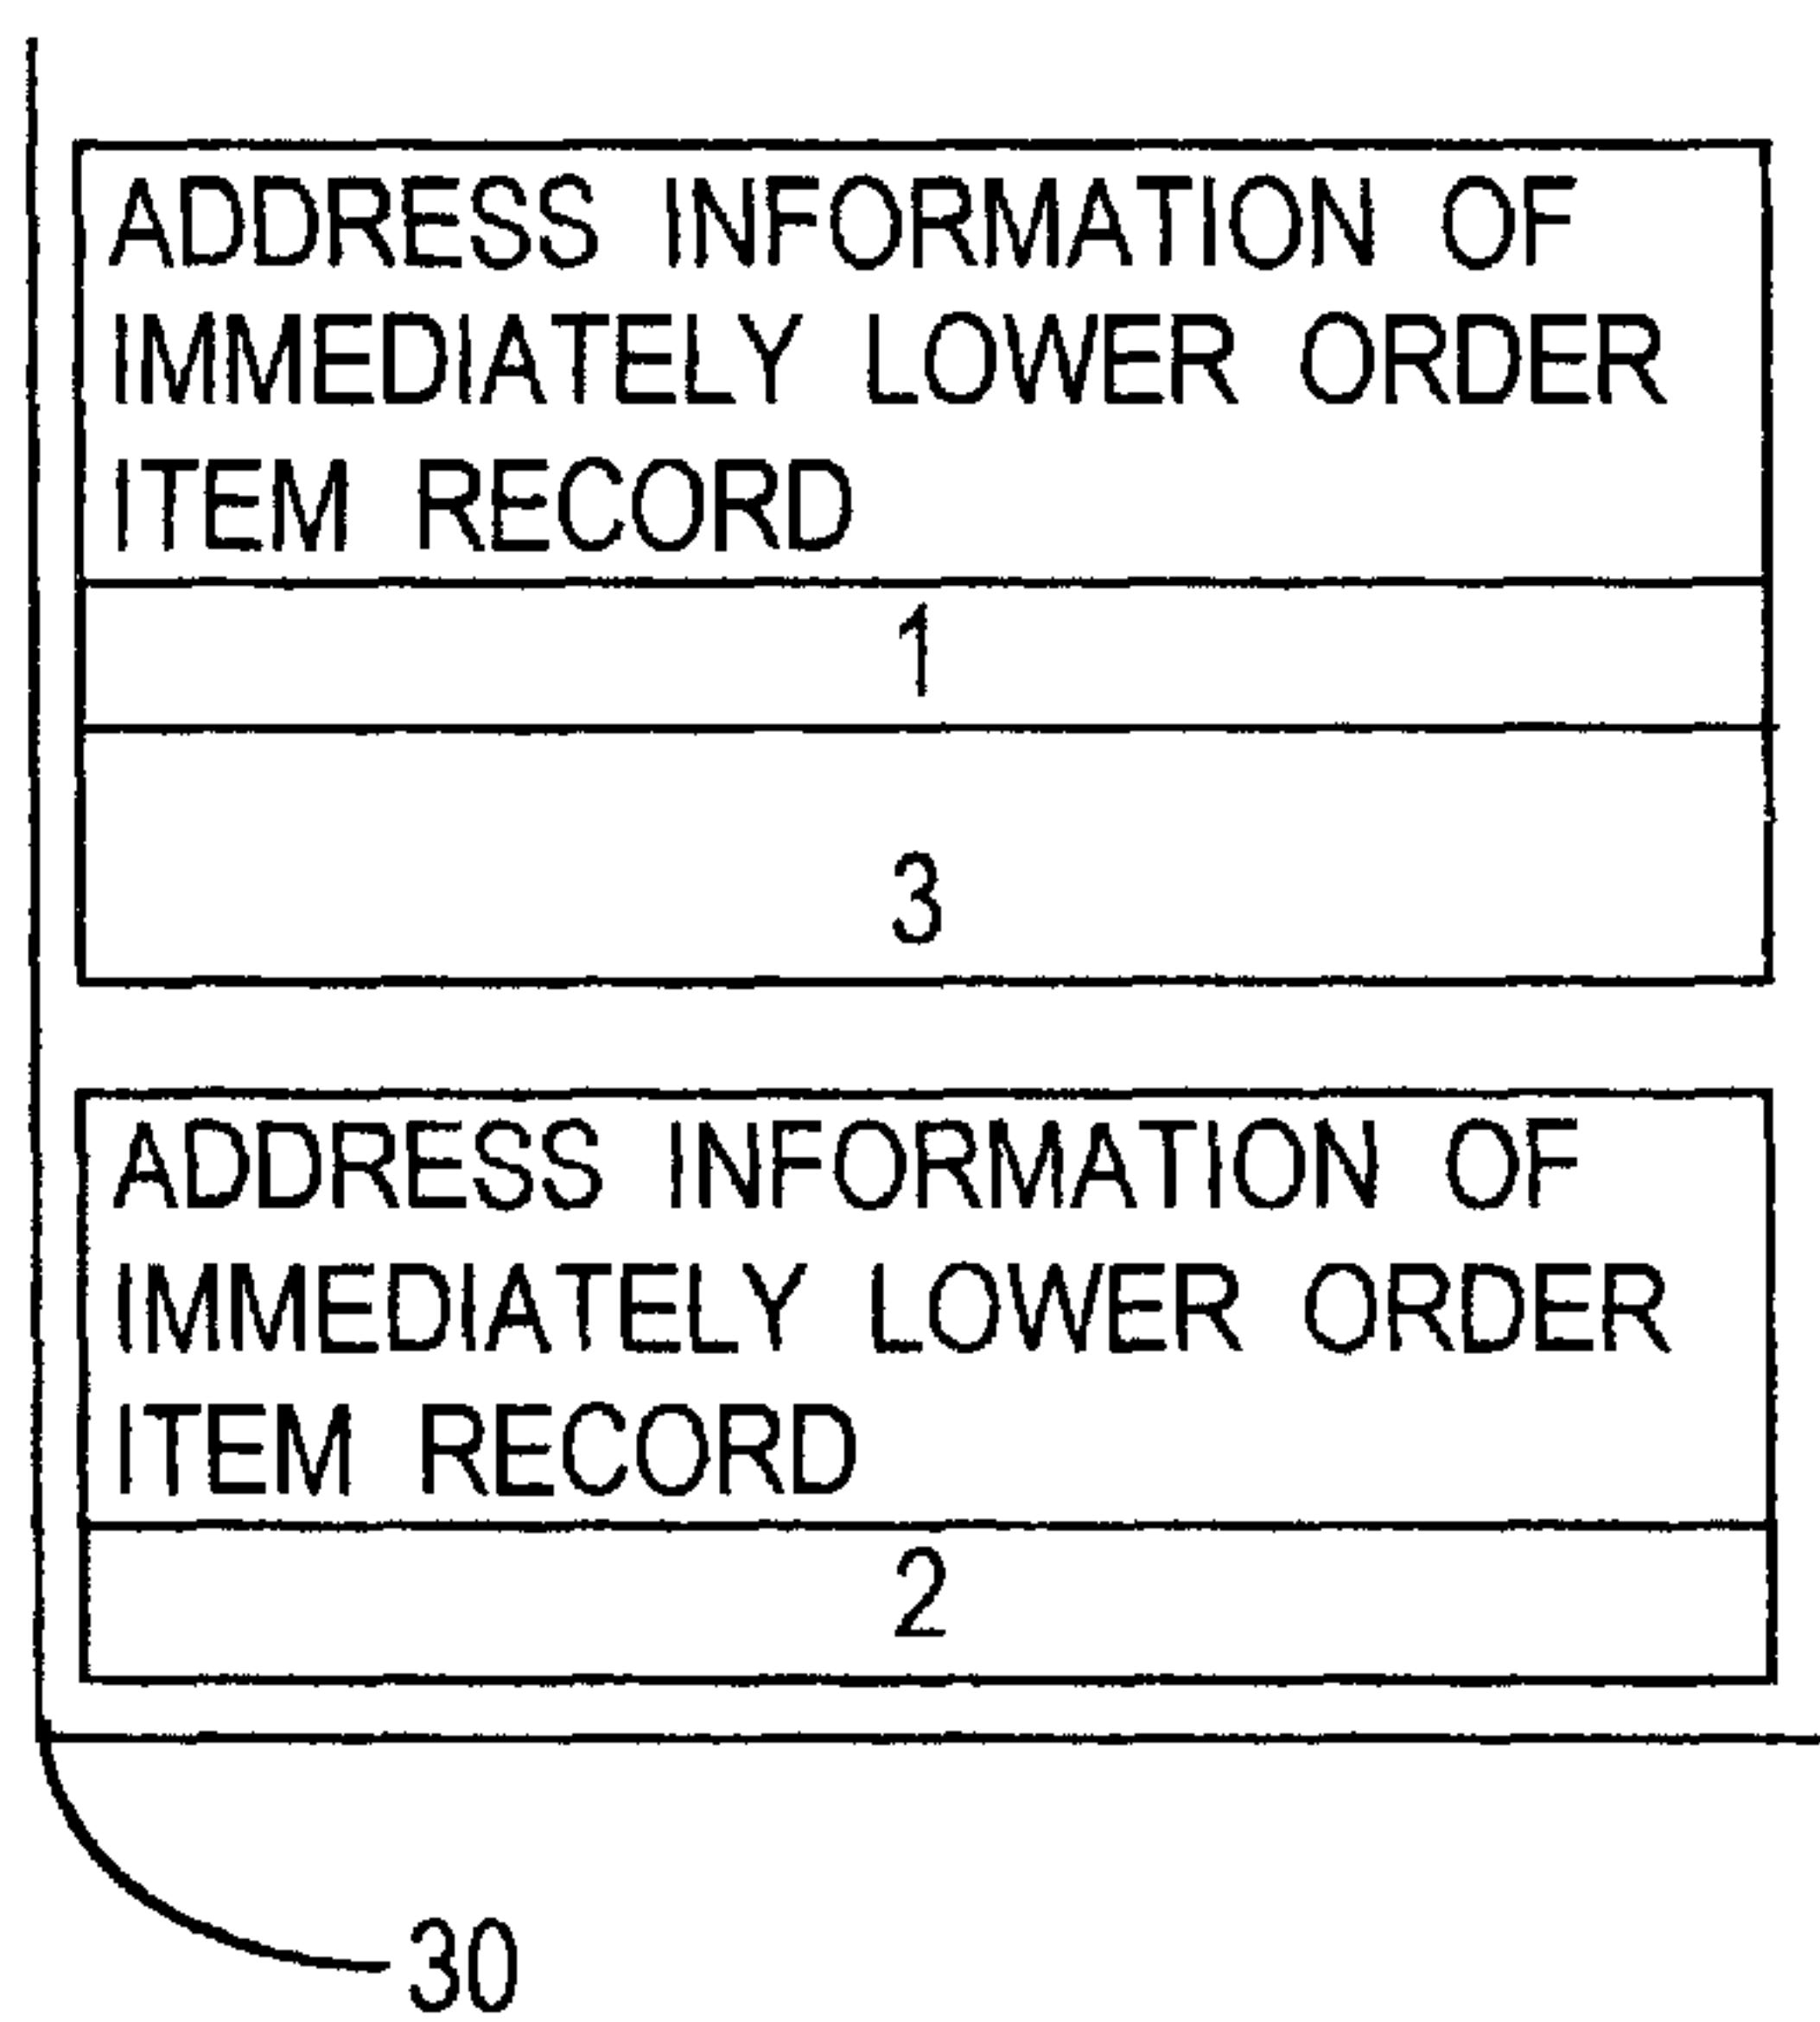 ADDRESS INFORMATION OF
IMMEDIATELY LOWER ORDER
ITEM RECORD
1
3
ADDRESS INFORMATION OF
IMMEDIATELY LOWER ORDER
ITEM RECORD
2
30